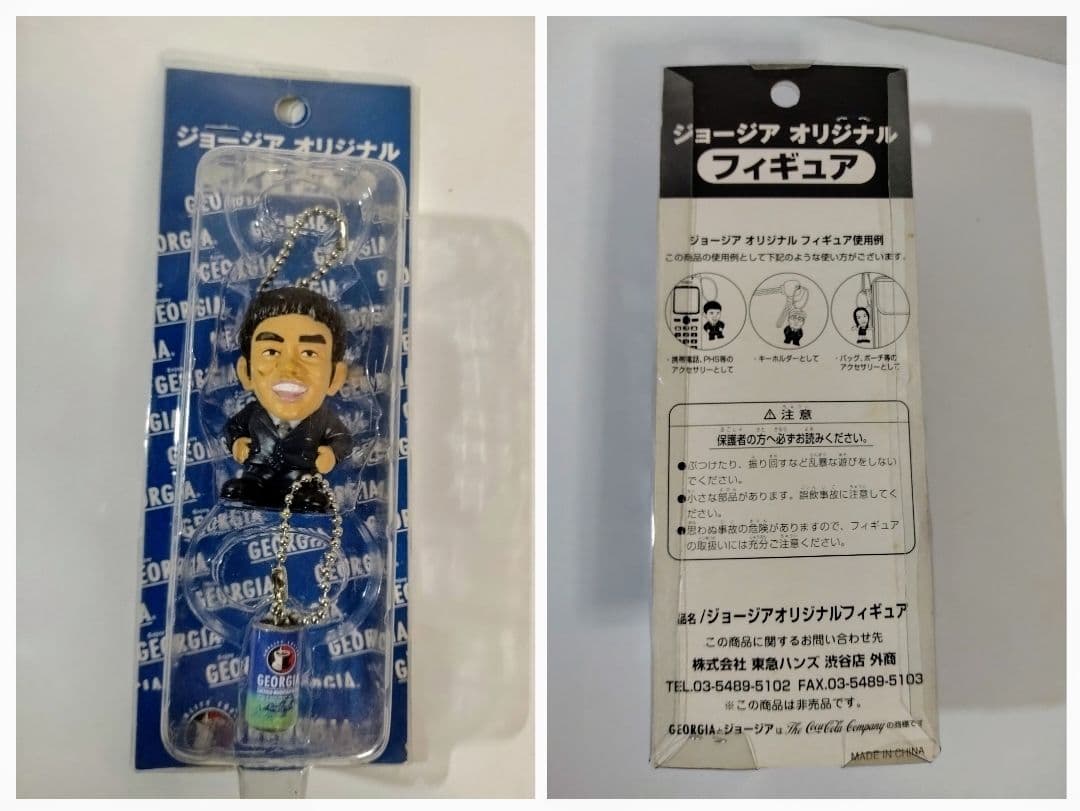 ジョージア オリジナル
GEORGIA
GEORGIA
GEORGIA
GEORGIA
GEORGIA
GEORGIA
GEORGIA
GEORGIA
ジョージア オリジナル
フィギュア
ジョージア オリジナル フィギュア使用例
この商品の使用例として下記のような使い方がございます.
・携帯電話、PHS等のアクセサリーとして
・キーホルダーとして
・バッグ、ポーチ等のアクセサリーとして
⚠注意
保護者の方へ必ずお読みください。
●ぶつけたり、振り回すなど乱暴な遊びをしない
でください。
●小さな部品があります。誤飲事故に注意してく
ださい。
●思わぬ事故の危険がありますので、フィギュア
の取扱いには充分ご注意ください。
品名/ジョージアオリジナルフィギュア
この商品に関するお問い合わせ先
株式会社 東急ハンズ 渋谷店 外商
TEL.03-5489-5102 FAX.03-5489-5103
※この商品は非売品です。
GEORGIAとジョージアは The Coca-Cola Company の商標です
MADE IN CHINA